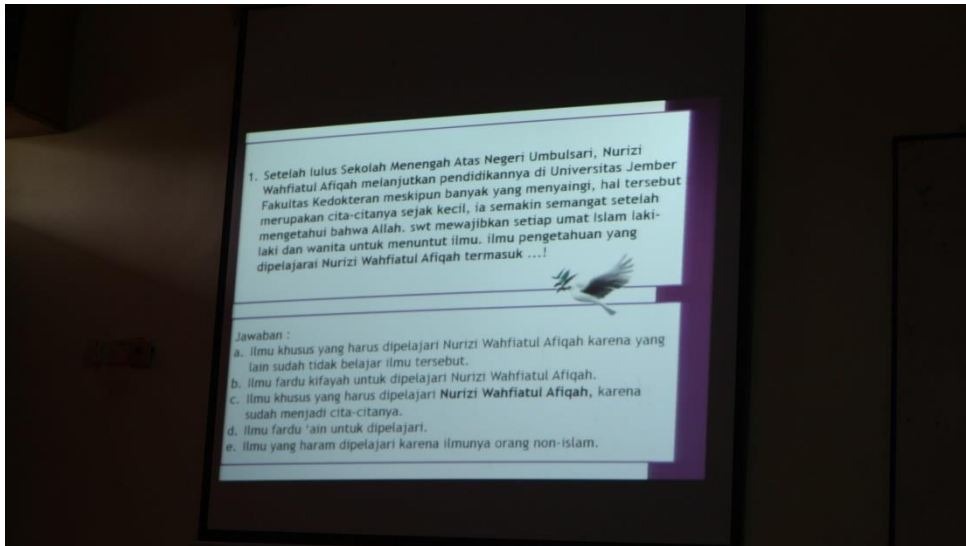 1. Setelah lulus Sekolah Menengah Atas Negeri Umbulsari, Nurizi
Wahfiatul Afiqah melanjutkan pendidikannya di Universitas Jember
Fakultas Kedokteran meskipun banyak yang menyaingi, hal tersebut
merupakan cita-citanya sejak kecil, ia semakin semangat setelah
mengetahui bahwa Allah. swt mewajibkan setiap umat Islam laki-
laki dan wanita untuk menuntut ilmu. ilmu pengetahuan yang
dipelajarai Nurizi Wahfiatul Afiqah termasuk ...!
Jawaban :
a. Ilmu khusus yang harus dipelajari Nurizi Wahfiatul Afiqah karena yang
lain sudah tidak belajar ilmu tersebut.
b. Ilmu fardu kifayah untuk dipelajari Nurizi Wahfiatul Afiqah.
c. Ilmu khusus yang harus dipelajari Nurizi Wahfiatul Afiqah, karena
sudah menjadi cita-citanya.
d. Ilmu fardu 'ain untuk dipelajari.
e. Ilmu yang haram dipelajari karena ilmunya orang non-islam.